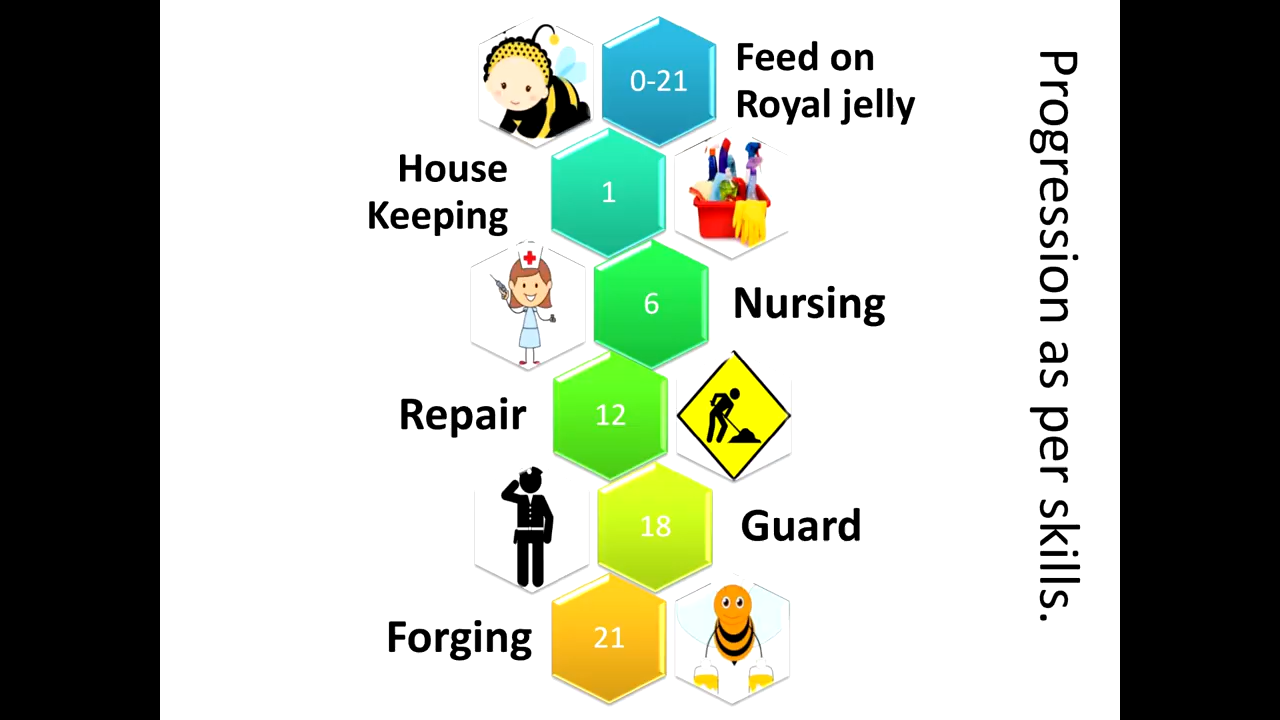 0-21
Feed on
Royal jelly
House
Keeping
1
6
Nursing
Repair
12
18
Guard
Forging
21
Progression as per skills.